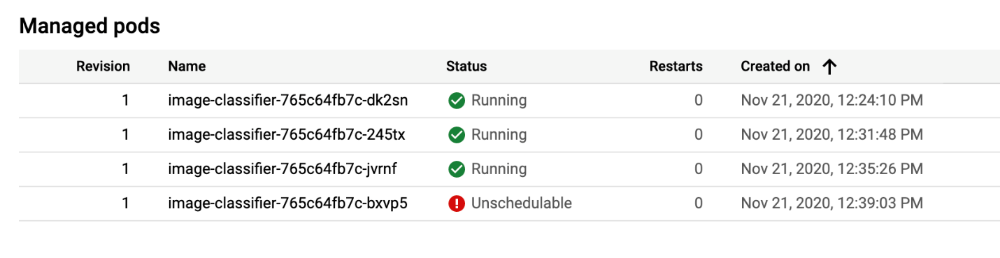 Managed pods
Revision Name Status Restarts Created on
1 image-classifier-765c64fb7c-dk2sn Running 0 Nov 21, 2020, 12:24:10 PM
1 image-classifier-765c64fb7c-245tx Running 0 Nov 21, 2020, 12:31:48 PM
1 image-classifier-765c64fb7c-jvrnf Running 0 Nov 21, 2020, 12:35:26 PM
1 image-classifier-765c64fb7c-bxvp5 Unschedulable 0 Nov 21, 2020, 12:39:03 PM